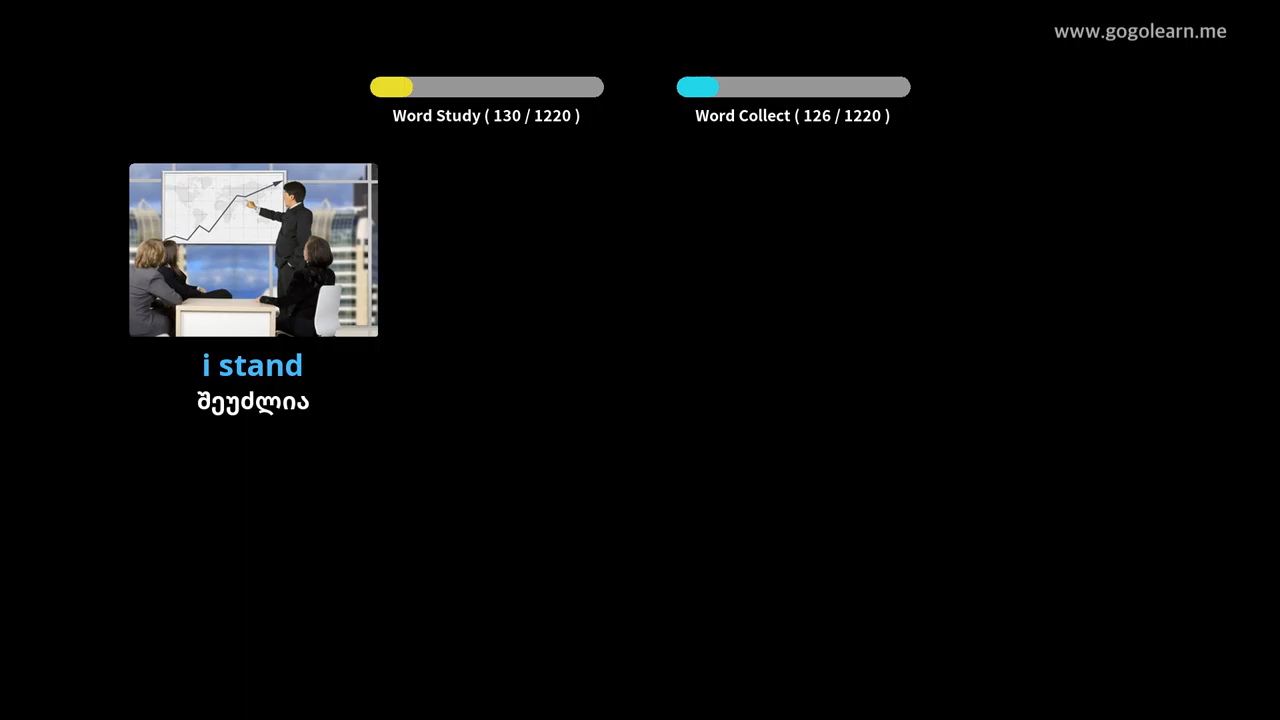 www.gogolearn.me
Word Study ( 130 / 1220 )
Word Collect ( 126 / 1220 )
i stand
შეუძლია